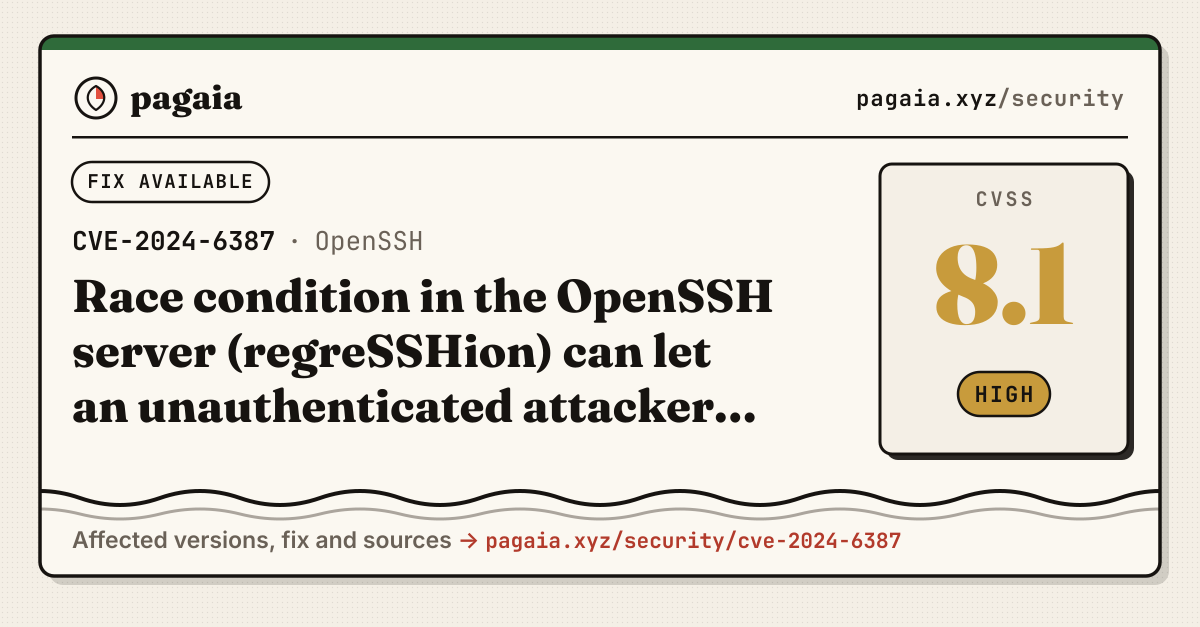 pagaia
pagaia.xyz/security
FIX AVAILABLE
CVE-2024-6387 · OpenSSH
Race condition in the OpenSSH
server (regreSSHion) can let
an unauthenticated attacker...
CVSS
8.1
HIGH
Affected versions, fix and sources → pagaia.xyz/security/cve-2024-6387